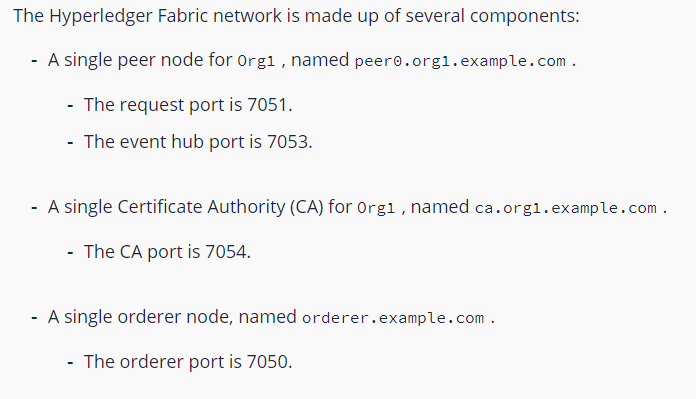 The Hyperledger Fabric network is made up of several components:
- A single peer node for Org1 , named peer0.org1.example.com .
- The request port is 7051.
- The event hub port is 7053.
- A single Certificate Authority (CA) for Org1 , named ca.org1.example.com .
- The CA port is 7054.
- A single orderer node, named orderer.example.com .
- The orderer port is 7050.